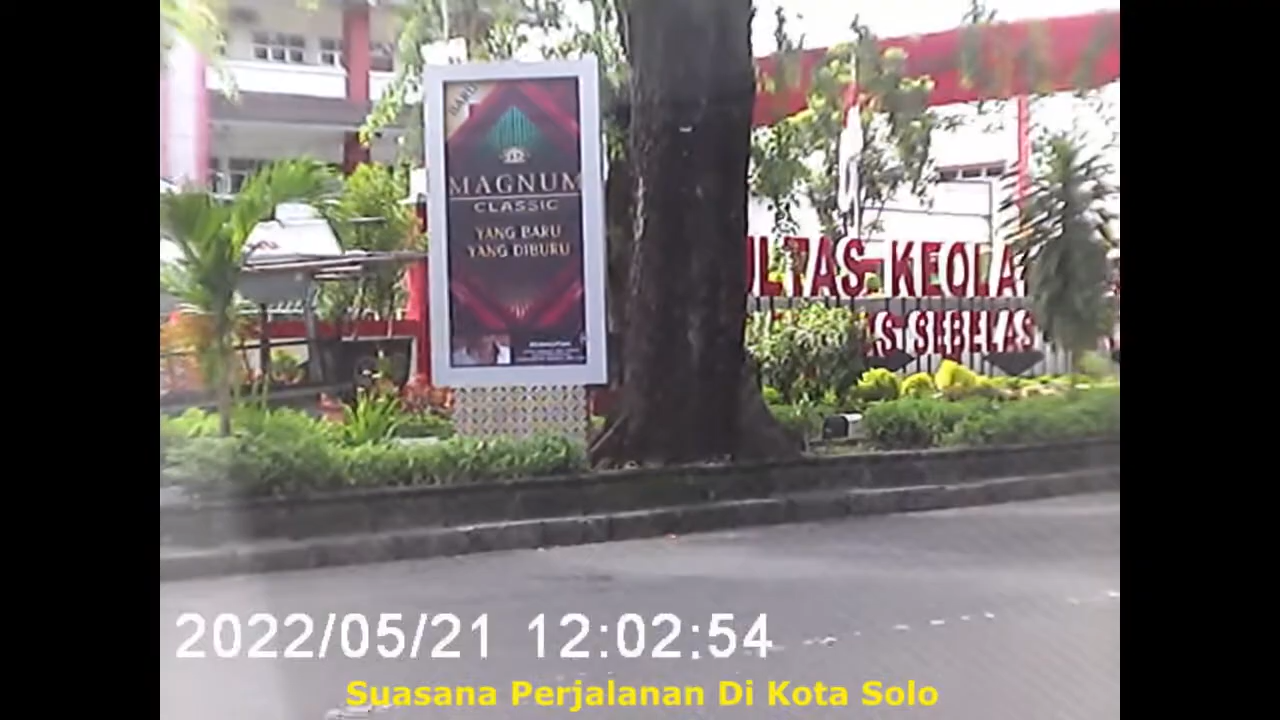 BARU
MAGNUM
CLASSIC
YANG BARU
YANG DIBURU
ULTAS KEOLA
AS SEBELAS
2022/05/21 12:02:54
Suasana Perjalanan Di Kota Solo